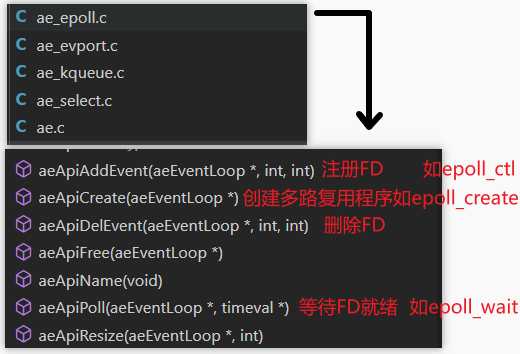 C ae_epoll.c
C ae_evport.c
C ae_kqueue.c
C ae_select.c
C ae.c
aeApiAddEvent(aeEventLoop *, int, int) 注册FD 如epoll_ctl
aeApiCreate(aeEventLoop *) 创建多路复用程序如epoll_create
aeApiDelEvent(aeEventLoop *, int, int) 删除FD
aeApiFree(aeEventLoop *)
aeApiName(void)
aeApiPoll(aeEventLoop *, timeval *) 等待FD就绪 如epoll_wait
aeApiResize(aeEventLoop *, int)